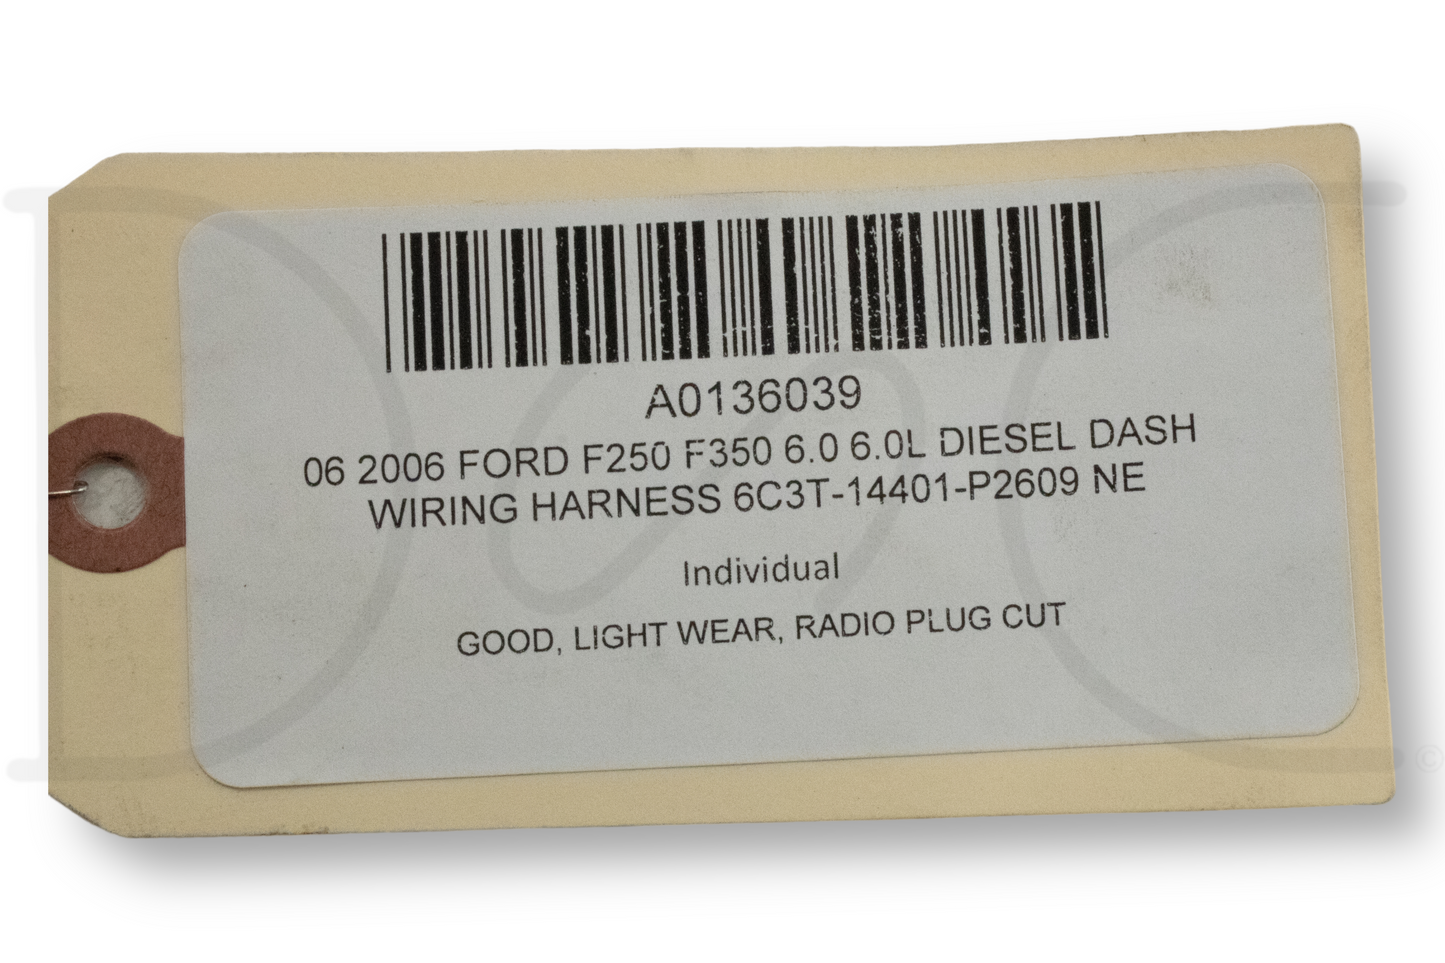 A0136039
06 2006 FORD F250 F350 6.0 6.0L DIESEL DASH
WIRING HARNESS 6C3T-14401-P2609 NE
Individual
GOOD, LIGHT WEAR, RADIO PLUG CUT
©